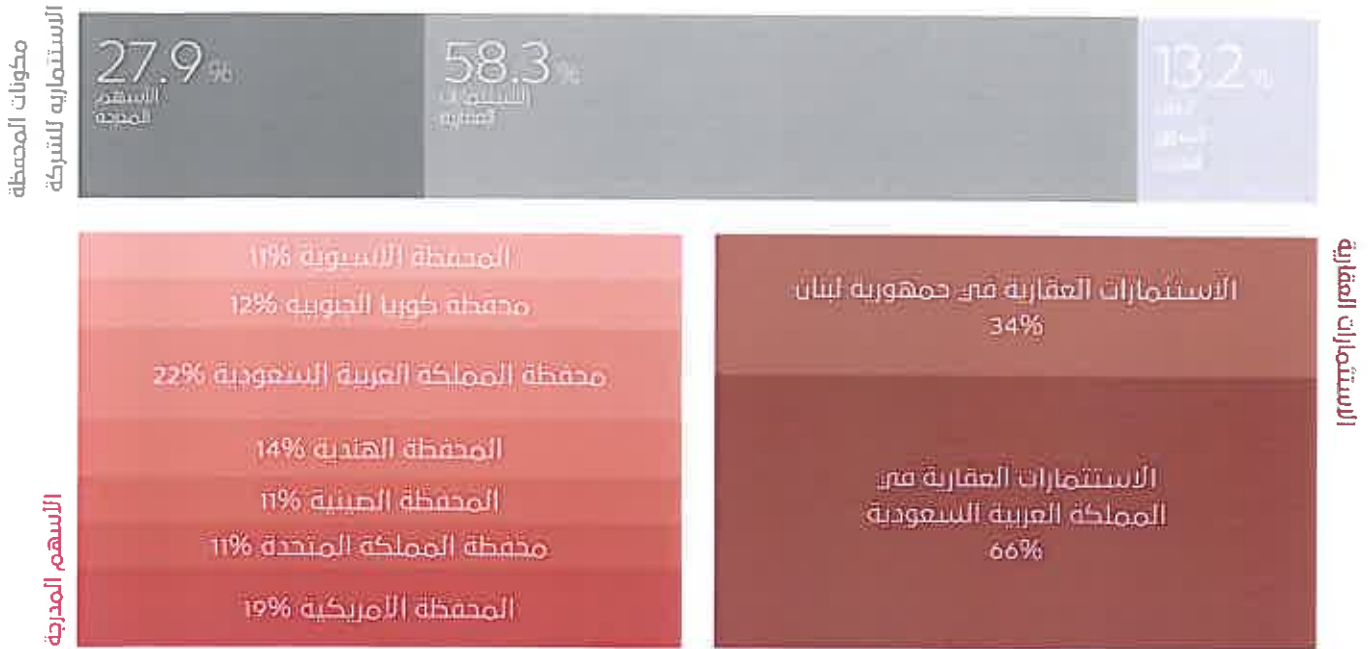 مكونات المحفظة
الاستثمارية للشركة
27.9%
الأسهم
المدرجة
58.3%
الاستثمارات
العقارية
13.2%
المحفظة الآسيوية 11%
محفظة كوريا الجنوبية 12%
محفظة المملكة العربية السعودية 22%
المحفظة الهندية 14%
المحفظة الصينية 11%
محفظة المملكة المتحدة 11%
المحفظة الأمريكية 19%
الأسهم المدرجة
الاستثمارات العقارية في جمهورية لبنان
34%
الاستثمارات العقارية في
المملكة العربية السعودية
66%
الاستثمارات العقارية